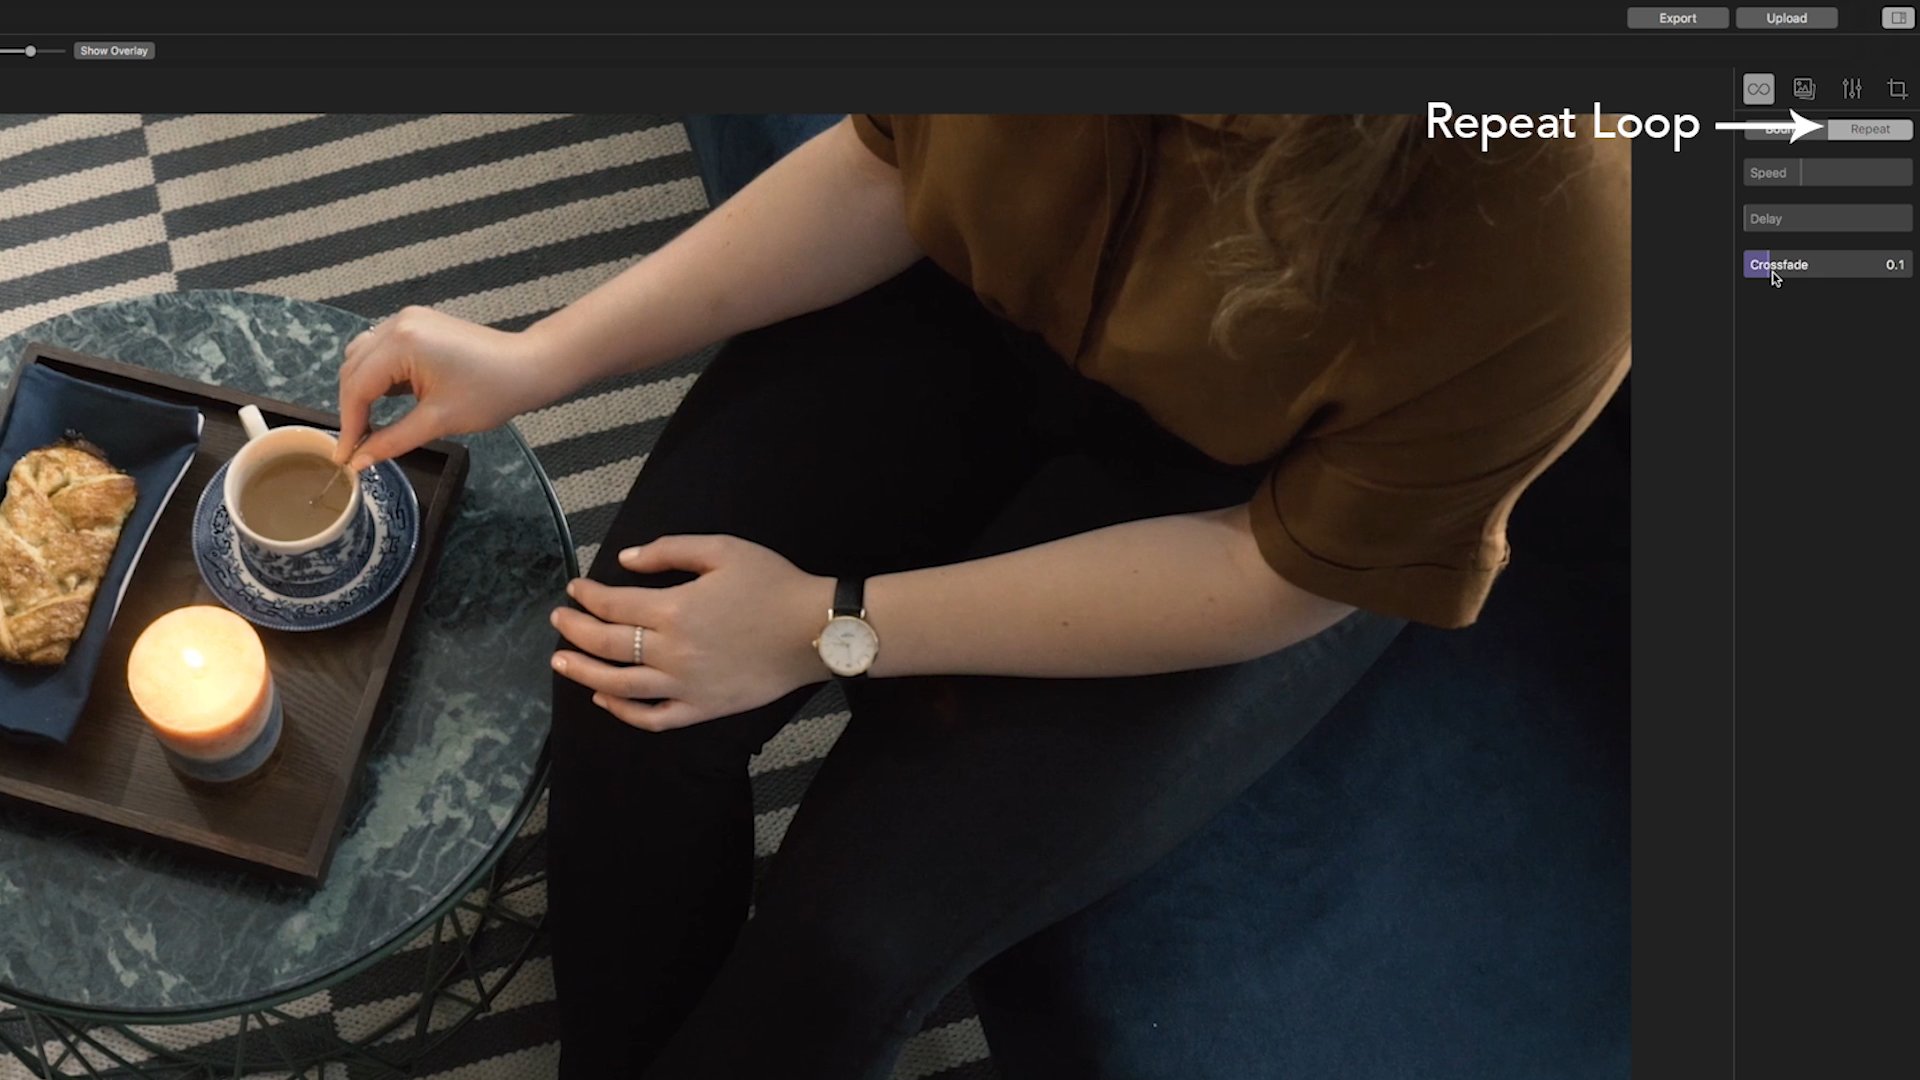 Export
Upload
Show Overlay
Repeat Loop
Repeat
Speed
Delay
Crossfade 0.1